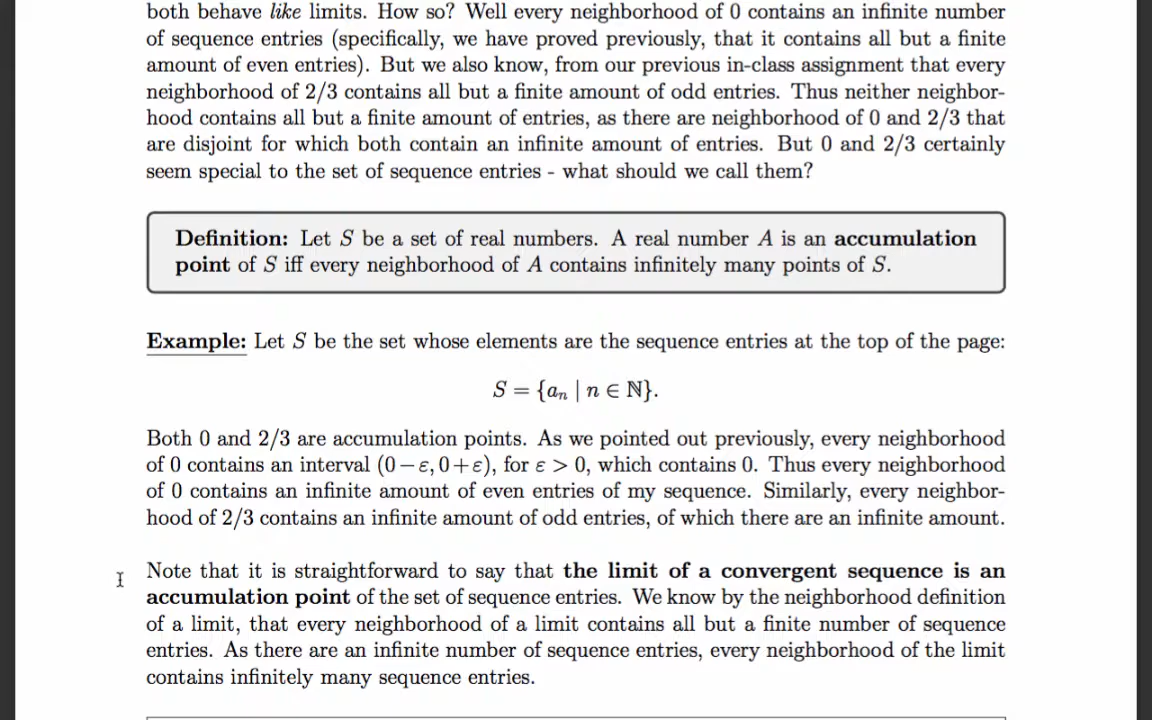 both behave like limits. How so? Well every neighborhood of 0 contains an infinite number
of sequence entries (specifically, we have proved previously, that it contains all but a finite
amount of even entries). But we also know, from our previous in-class assignment that every
neighborhood of 2/3 contains all but a finite amount of odd entries. Thus neither neighbor-
hood contains all but a finite amount of entries, as there are neighborhood of 0 and 2/3 that
are disjoint for which both contain an infinite amount of entries. But 0 and 2/3 certainly
seem special to the set of sequence entries - what should we call them?
Definition: Let S be a set of real numbers. A real number A is an accumulation
point of S iff every neighborhood of A contains infinitely many points of S.
Example: Let S be the set whose elements are the sequence entries at the top of the page:
S = {aₙ | n ∈ ℕ}.
Both 0 and 2/3 are accumulation points. As we pointed out previously, every neighborhood
of 0 contains an interval (0−ε, 0+ε), for ε > 0, which contains 0. Thus every neighborhood
of 0 contains an infinite amount of even entries of my sequence. Similarly, every neighbor-
hood of 2/3 contains an infinite amount of odd entries, of which there are an infinite amount.
Note that it is straightforward to say that the limit of a convergent sequence is an
accumulation point of the set of sequence entries. We know by the neighborhood definition
of a limit, that every neighborhood of a limit contains all but a finite number of sequence
entries. As there are an infinite number of sequence entries, every neighborhood of the limit
contains infinitely many sequence entries.